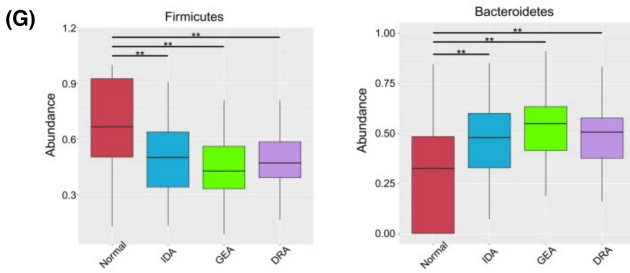 (G)
Firmicutes
Abundance
1.2
0.9
0.6
0.3
**
**
**
Normal
IDA
GEA
DRA
Bacteroidetes
Abundance
1.00
0.75
0.50
0.25
0.00
**
**
**
Normal
IDA
GEA
DRA